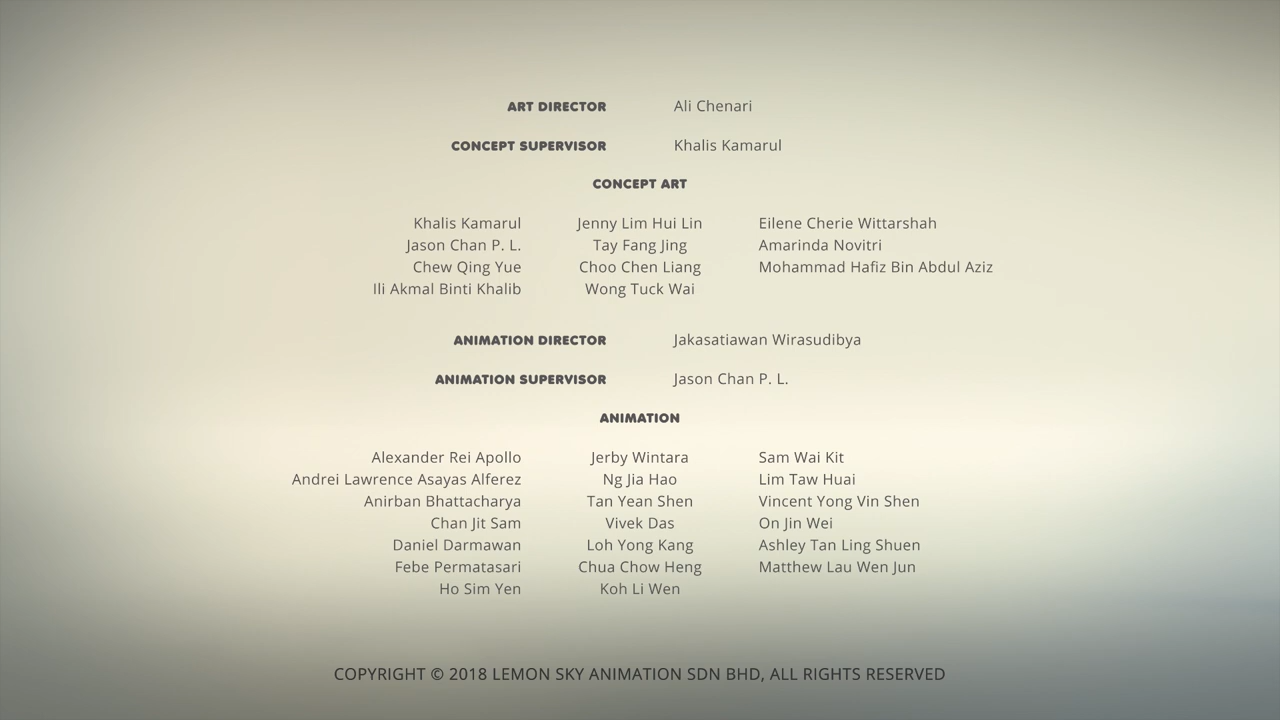 ART DIRECTOR Ali Chenari
CONCEPT SUPERVISOR Khalis Kamarul
CONCEPT ART
Khalis Kamarul Jenny Lim Hui Lin Eilene Cherie Wittarshah
Jason Chan P. L. Tay Fang Jing Amarinda Novitri
Chew Qing Yue Choo Chen Liang Mohammad Hafiz Bin Abdul Aziz
Ili Akmal Binti Khalib Wong Tuck Wai
ANIMATION DIRECTOR Jakasatiawan Wirasudibya
ANIMATION SUPERVISOR Jason Chan P. L.
ANIMATION
Alexander Rei Apollo Jerby Wintara Sam Wai Kit
Andrei Lawrence Asayas Alferez Ng Jia Hao Lim Taw Huai
Anirban Bhattacharya Tan Yean Shen Vincent Yong Vin Shen
Chan Jit Sam Vivek Das On Jin Wei
Daniel Darmawan Loh Yong Kang Ashley Tan Ling Shuen
Febe Permatasari Chua Chow Heng Matthew Lau Wen Jun
Ho Sim Yen Koh Li Wen
COPYRIGHT © 2018 LEMON SKY ANIMATION SDN BHD, ALL RIGHTS RESERVED